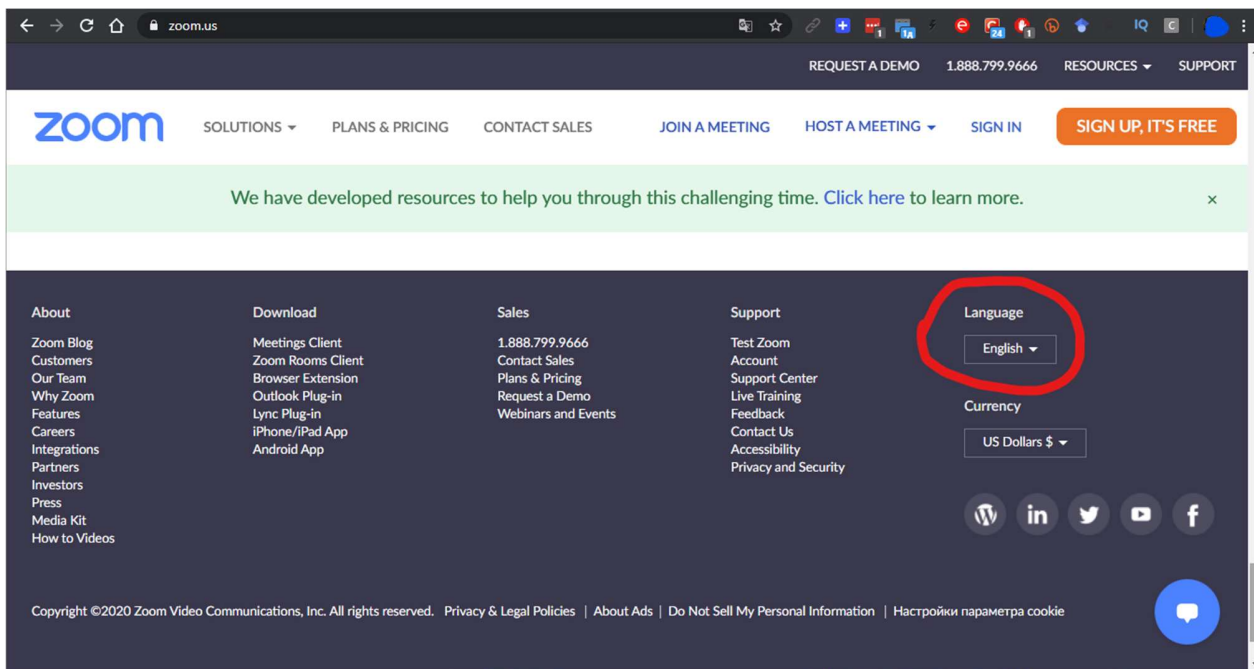 zoom.us
1
1д
e
24
1
b
IQ
C
REQUEST A DEMO 1.888.799.9666 RESOURCES SUPPORT
zoom SOLUTIONS PLANS & PRICING CONTACT SALES JOIN A MEETING HOST A MEETING SIGN IN SIGN UP, IT'S FREE
We have developed resources to help you through this challenging time. Click here to learn more. ×
About
Zoom Blog
Customers
Our Team
Why Zoom
Features
Careers
Integrations
Partners
Investors
Press
Media Kit
How to Videos
Download
Meetings Client
Zoom Rooms Client
Browser Extension
Outlook Plug-in
Lync Plug-in
iPhone/iPad App
Android App
Sales
1.888.799.9666
Contact Sales
Plans & Pricing
Request a Demo
Webinars and Events
Support
Test Zoom
Account
Support Center
Live Training
Feedback
Contact Us
Accessibility
Privacy and Security
Language
English
Currency
US Dollars $
in f
Copyright ©2020 Zoom Video Communications, Inc. All rights reserved. Privacy & Legal Policies | About Ads | Do Not Sell My Personal Information | Настройки параметра cookie